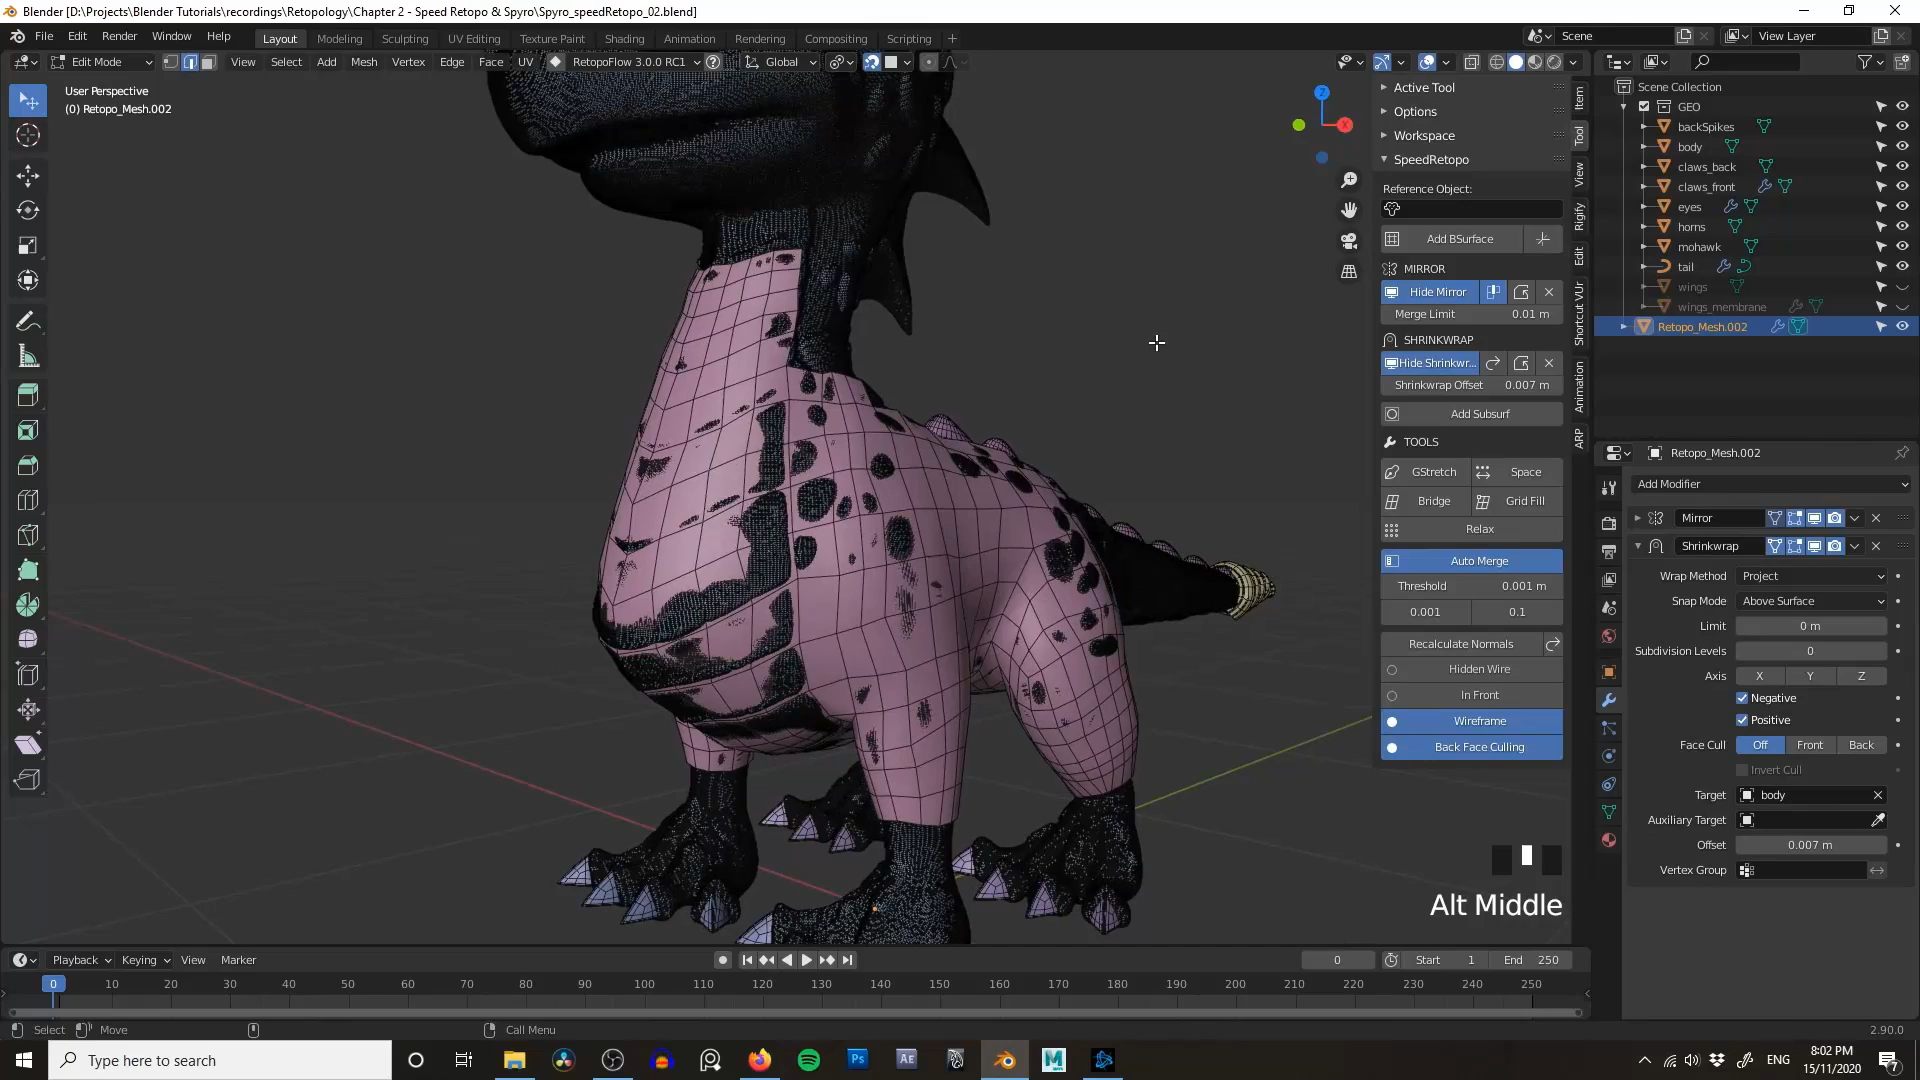 Blender [D:\Projects\Blender Tutorials\recordings\Retopology\Chapter 2 - Speed Retopo & Spyro\Spyro_speedRetopo_02.blend]
File Edit Render Window Help
Layout Modeling Sculpting UV Editing Texture Paint Shading Animation Rendering Compositing Scripting +
Scene View Layer
Edit Mode View Select Add Mesh Vertex Edge Face UV RetopoFlow 3.0.0 RC1 Global
User Perspective
(0) Retopo_Mesh.002
Z
X
Active Tool
Options
Workspace
SpeedRetopo
Reference Object:
Add BSurface
MIRROR
Hide Mirror
Merge Limit 0.01 m
SHRINKWRAP
Hide Shrinkwr...
Shrinkwrap Offset 0.007 m
Add Subsurf
TOOLS
GStretch Space
Bridge Grid Fill
Relax
Auto Merge
Threshold 0.001 m
0.001 0.1
Recalculate Normals
Hidden Wire
In Front
Wireframe
Back Face Culling
Item
Tool
View
Rigify
Edit
Shortcut VUr
Animation
ARP
Scene Collection
GEO
backSpikes
body
claws_back
claws_front
eyes
horns
mohawk
tail
wings
wings_membrane
Retopo_Mesh.002
Retopo_Mesh.002
Add Modifier
Mirror
Shrinkwrap
Wrap Method Project
Snap Mode Above Surface
Limit 0 m
Subdivision Levels 0
Axis X Y Z
Negative
Positive
Face Cull Off Front Back
Invert Cull
Target body
Auxiliary Target
Offset 0.007 m
Vertex Group
Alt Middle
Playback Keying View Marker 0 Start 1 End 250
0 10 20 30 40 50 60 70 80 90 100 110 120 130 140 150 160 170 180 190 200 210 220 230 240 250
Select Move Call Menu 2.90.0
Type here to search
Ps
Ae
ENG
8:02 PM
15/11/2020
7